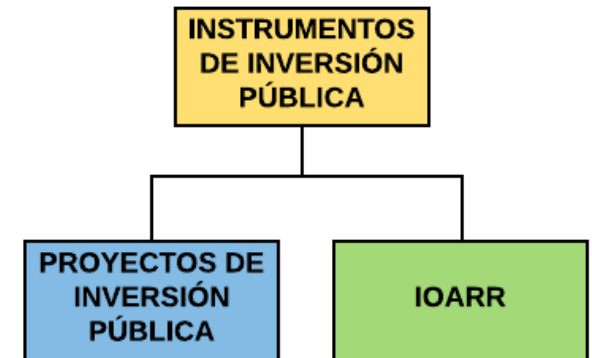 INSTRUMENTOS
DE INVERSIÓN
PÚBLICA
PROYECTOS DE
INVERSIÓN
PÚBLICA
IOARR